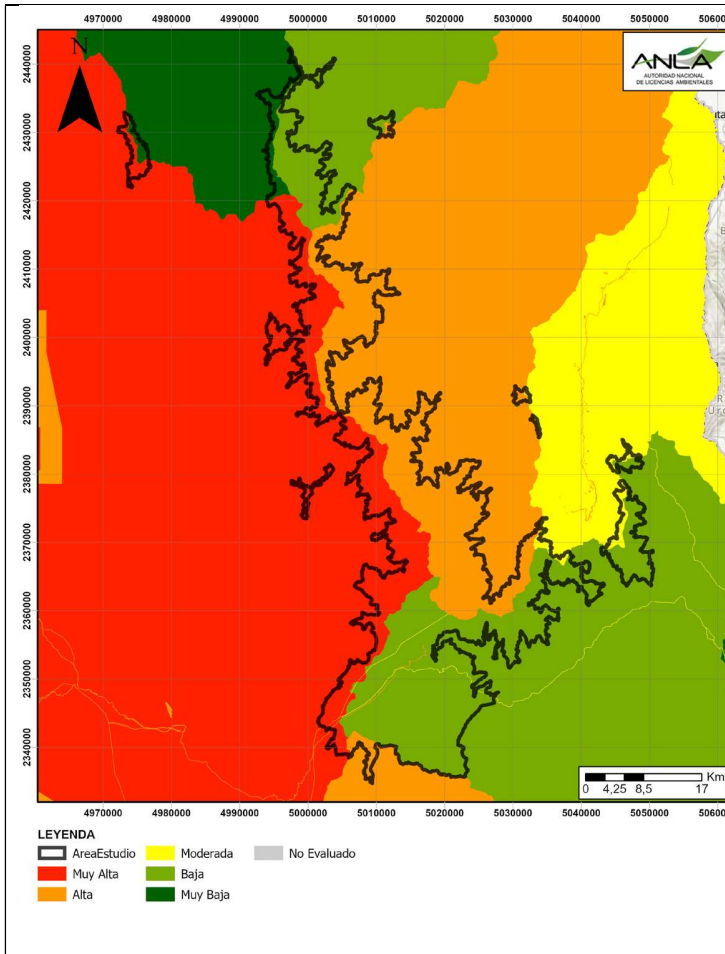 4970000 4980000 4990000 5000000 5010000 5020000 5030000 5040000 5050000
N
ANLA
AUTORIDAD NACIONAL
DE LICENCIAS AMBIENTALES
2440000
2430000
2420000
2410000
2400000
2390000
2380000
2370000
2360000
2350000
2340000
Km
0 4,25 8,5 17
4970000 4980000 4990000 5000000 5010000 5020000 5030000 5040000 5050000
LEYENDA
AreaEstudio Moderada No Evaluado
Muy Alta Baja
Alta Muy Baja